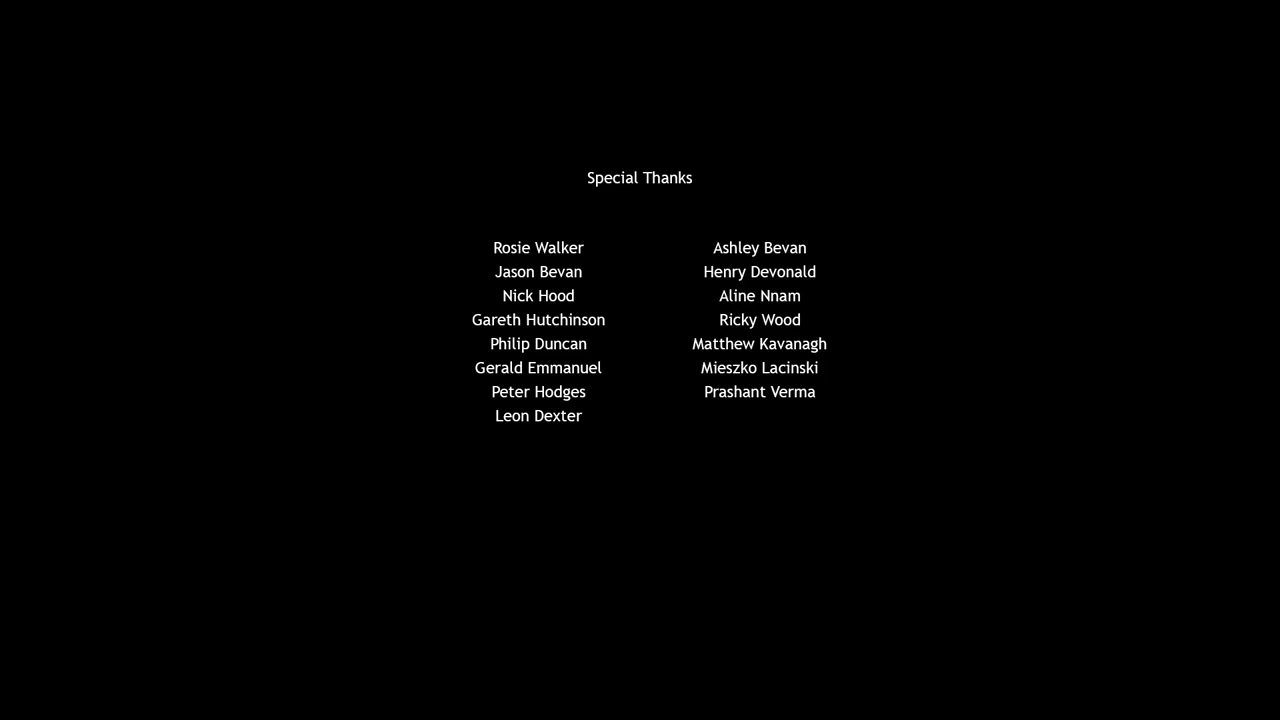 Special Thanks
Rosie Walker
Jason Bevan
Nick Hood
Gareth Hutchinson
Philip Duncan
Gerald Emmanuel
Peter Hodges
Leon Dexter
Ashley Bevan
Henry Devonald
Aline Nnam
Ricky Wood
Matthew Kavanagh
Mieszko Lacinski
Prashant Verma